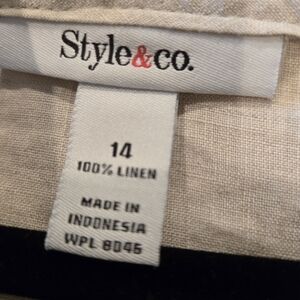 Style&co.
14
100% LINEN
MADE IN
INDONESIA
WPL 8046